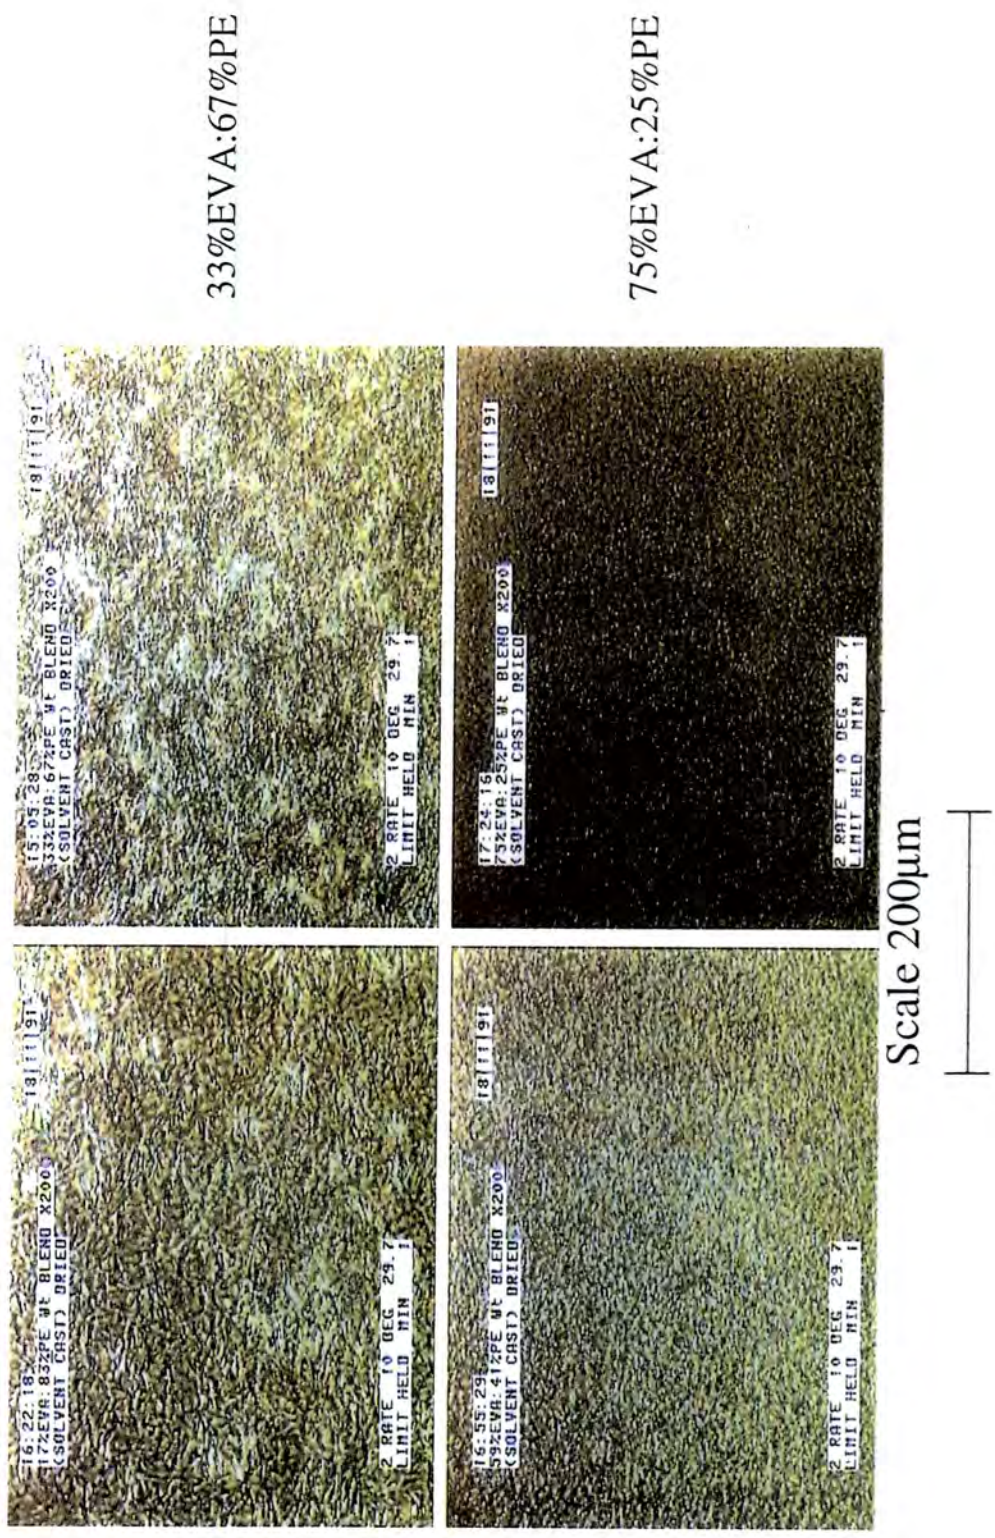 16:22:18
18|11|91
17%EVA:83%PE Wt BLEND X200
(SOLVENT CAST) DRIED
2 RATE 10 DEG 29.7
LIMIT HELD MIN 1
15:05:28
18|11|91
33%EVA:67%PE Wt BLEND X200
(SOLVENT CAST) DRIED
2 RATE 10 DEG 29.7
LIMIT HELD MIN 1
33%EVA:67%PE
16:55:29
18|11|91
59%EVA:41%PE Wt BLEND X200
(SOLVENT CAST) DRIED
2 RATE 10 DEG 29.7
LIMIT HELD MIN 1
17:24:16
18|11|91
75%EVA:25%PE Wt BLEND X200
(SOLVENT CAST) DRIED
2 RATE 10 DEG 29.7
LIMIT HELD MIN 1
75%EVA:25%PE
Scale 200μm